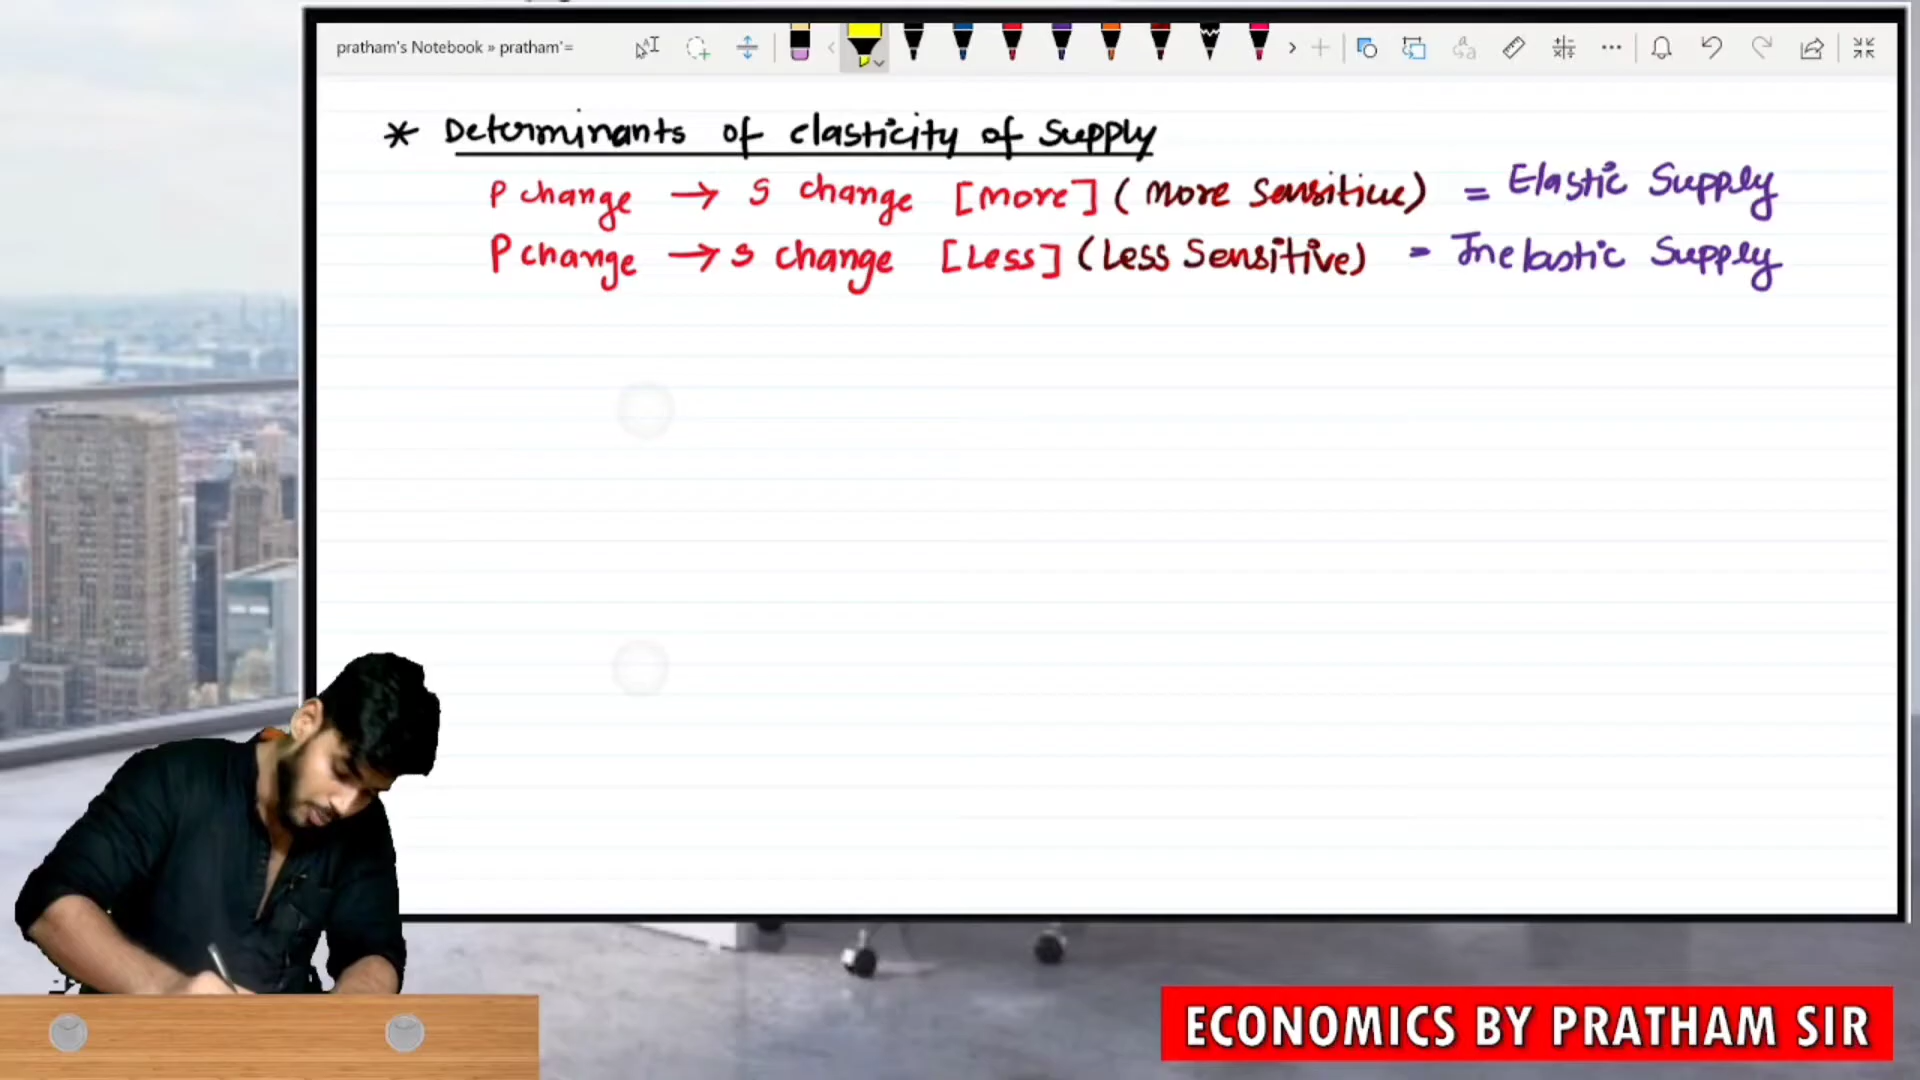 pratham's Notebook » pratham'=
* Determinants of elasticity of Supply
P change → S change [more] (More Sensitive) = Elastic Supply
P change → s change [Less] (Less Sensitive) = Inelastic Supply
ECONOMICS BY PRATHAM SIR